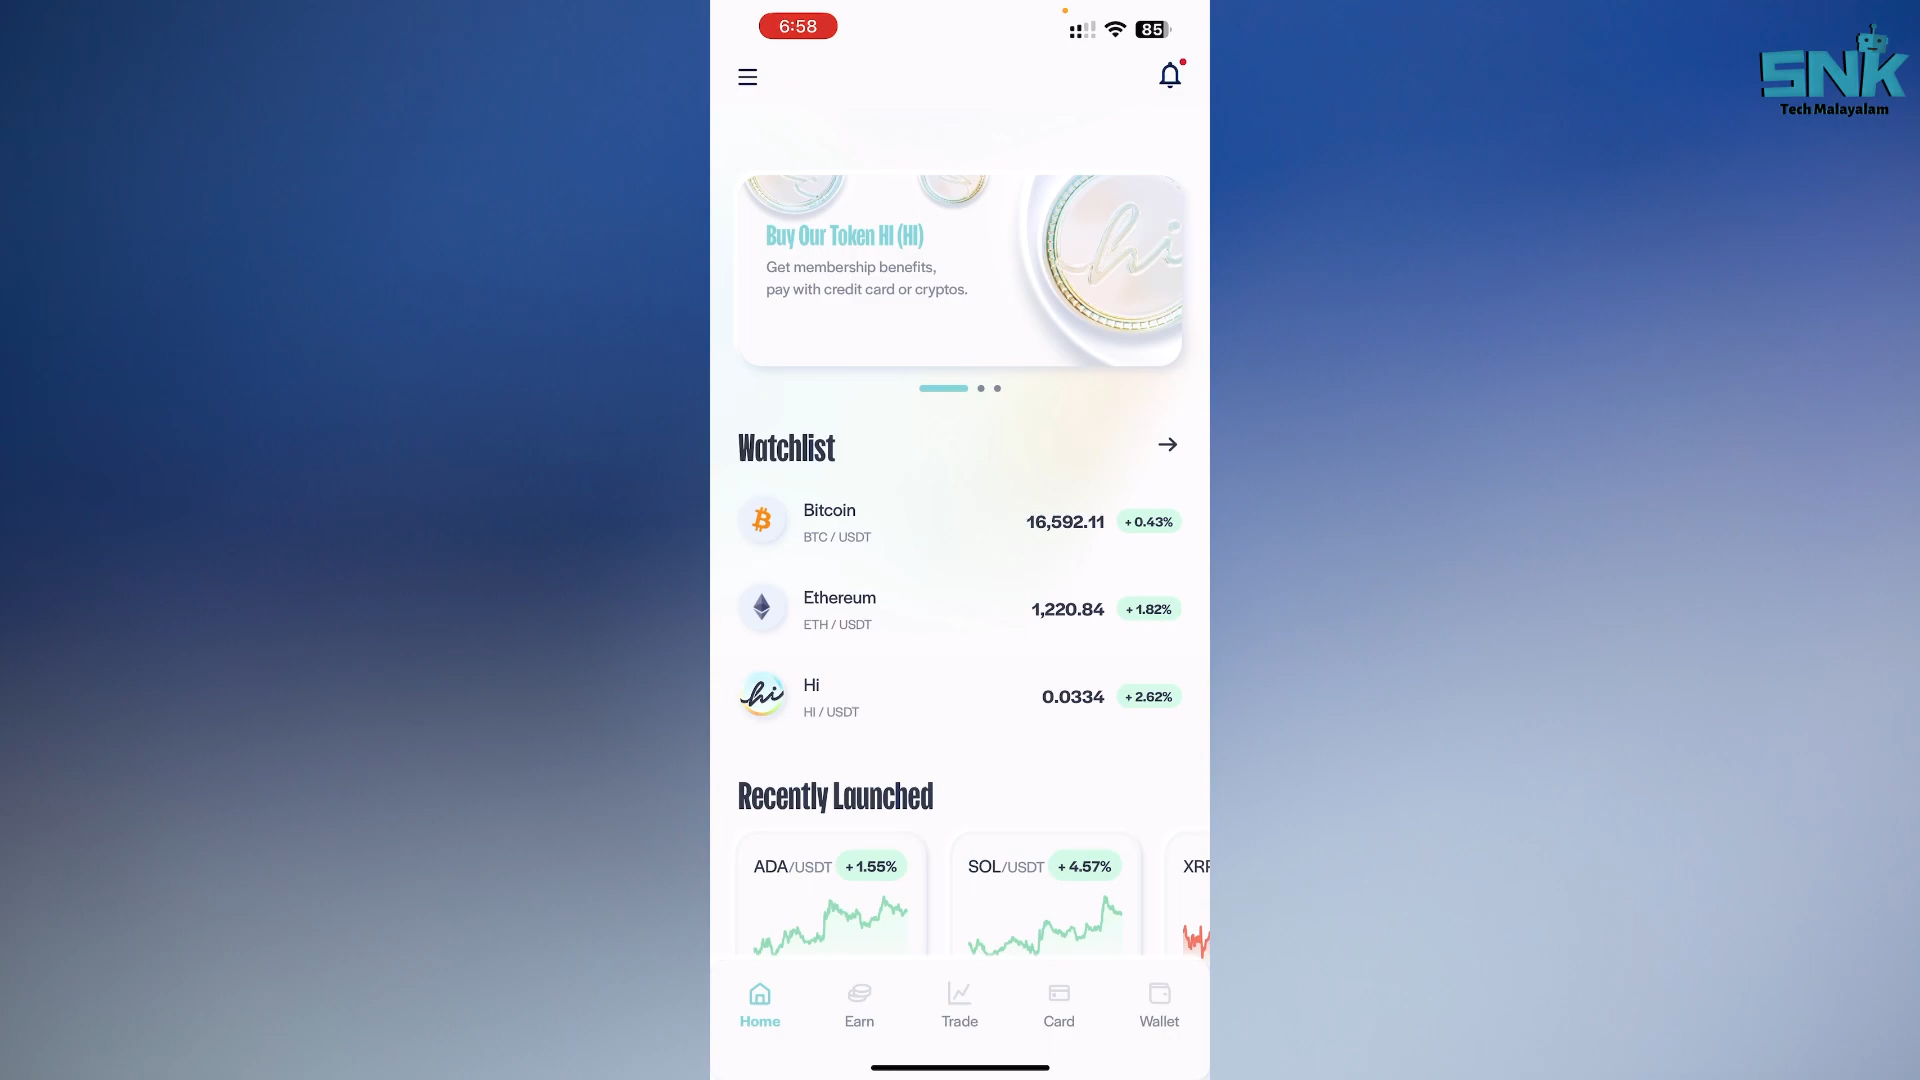 6:58
85
SNK
Tech Malayalam
hi
Buy Our Token HI (HI)
Get membership benefits,
pay with credit card or cryptos.
Watchlist
Bitcoin
BTC / USDT
16,592.11
+ 0.43%
Ethereum
ETH / USDT
1,220.84
+ 1.82%
hi
Hi
HI / USDT
0.0334
+ 2.62%
Recently Launched
ADA/USDT + 1.55%
SOL/USDT + 4.57%
XRP
Home
Earn
Trade
Card
Wallet